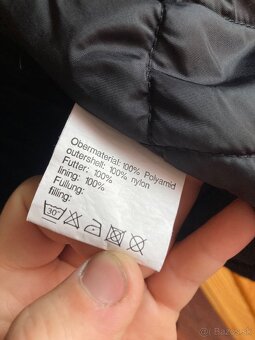 Obermaterial: 100% Polyamid
outershell: 100% nylon
Futter: 100%
lining: 100%
Füllung:
filling:
30°